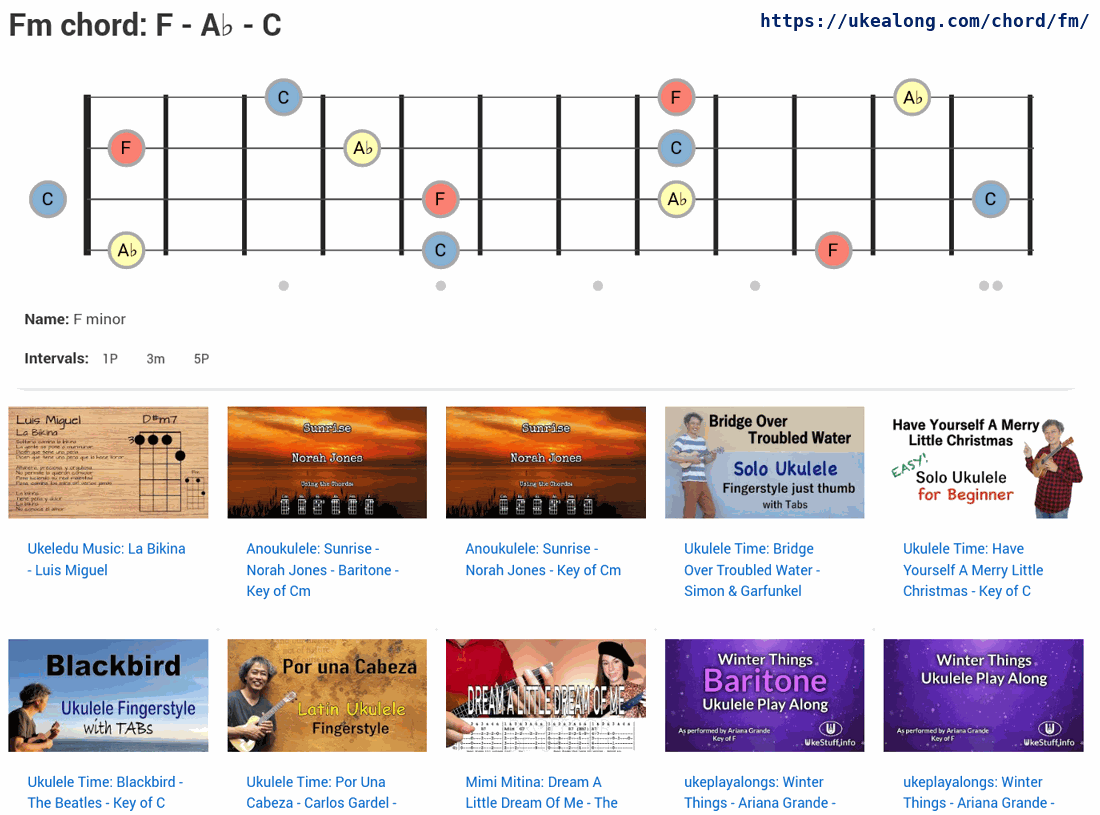 Fm chord: F - A♭ - C
https://ukealong.com/chord/fm/
C
F
A♭
F
A♭
C
C
F
A♭
C
A♭
C
F
Name: F minor
Intervals: 1P 3m 5P
Luis Miguel
D#m7
La Bikina
3
Sunrise
Norah Jones
Using the Chords:
Sunrise
Norah Jones
Using the Chords:
Bridge Over
Troubled Water
Solo Ukulele
Fingerstyle just thumb
with Tabs
Have Yourself A Merry
Little Christmas
EASY!
Solo Ukulele
for Beginner
Ukeledu Music: La Bikina
- Luis Miguel
Anoukulele: Sunrise -
Norah Jones - Baritone -
Key of Cm
Anoukulele: Sunrise -
Norah Jones - Key of Cm
Ukulele Time: Bridge
Over Troubled Water -
Simon & Garfunkel
Ukulele Time: Have
Yourself A Merry Little
Christmas - Key of C
Blackbird
Ukulele Fingerstyle
with TABs
Por una Cabeza
Latin Ukulele
Fingerstyle
DREAM A LITTLE DREAM OF ME
Winter Things
Baritone
Ukulele Play Along
As performed by Ariana Grande
Key of F
UkeStuff.info
Winter Things
Ukulele Play Along
As performed by Ariana Grande
Key of F
UkeStuff.info
Ukulele Time: Blackbird -
The Beatles - Key of C
Ukulele Time: Por Una
Cabeza - Carlos Gardel -
Mimi Mitina: Dream A
Little Dream Of Me - The
ukeplayalongs: Winter
Things - Ariana Grande -
ukeplayalongs: Winter
Things - Ariana Grande -